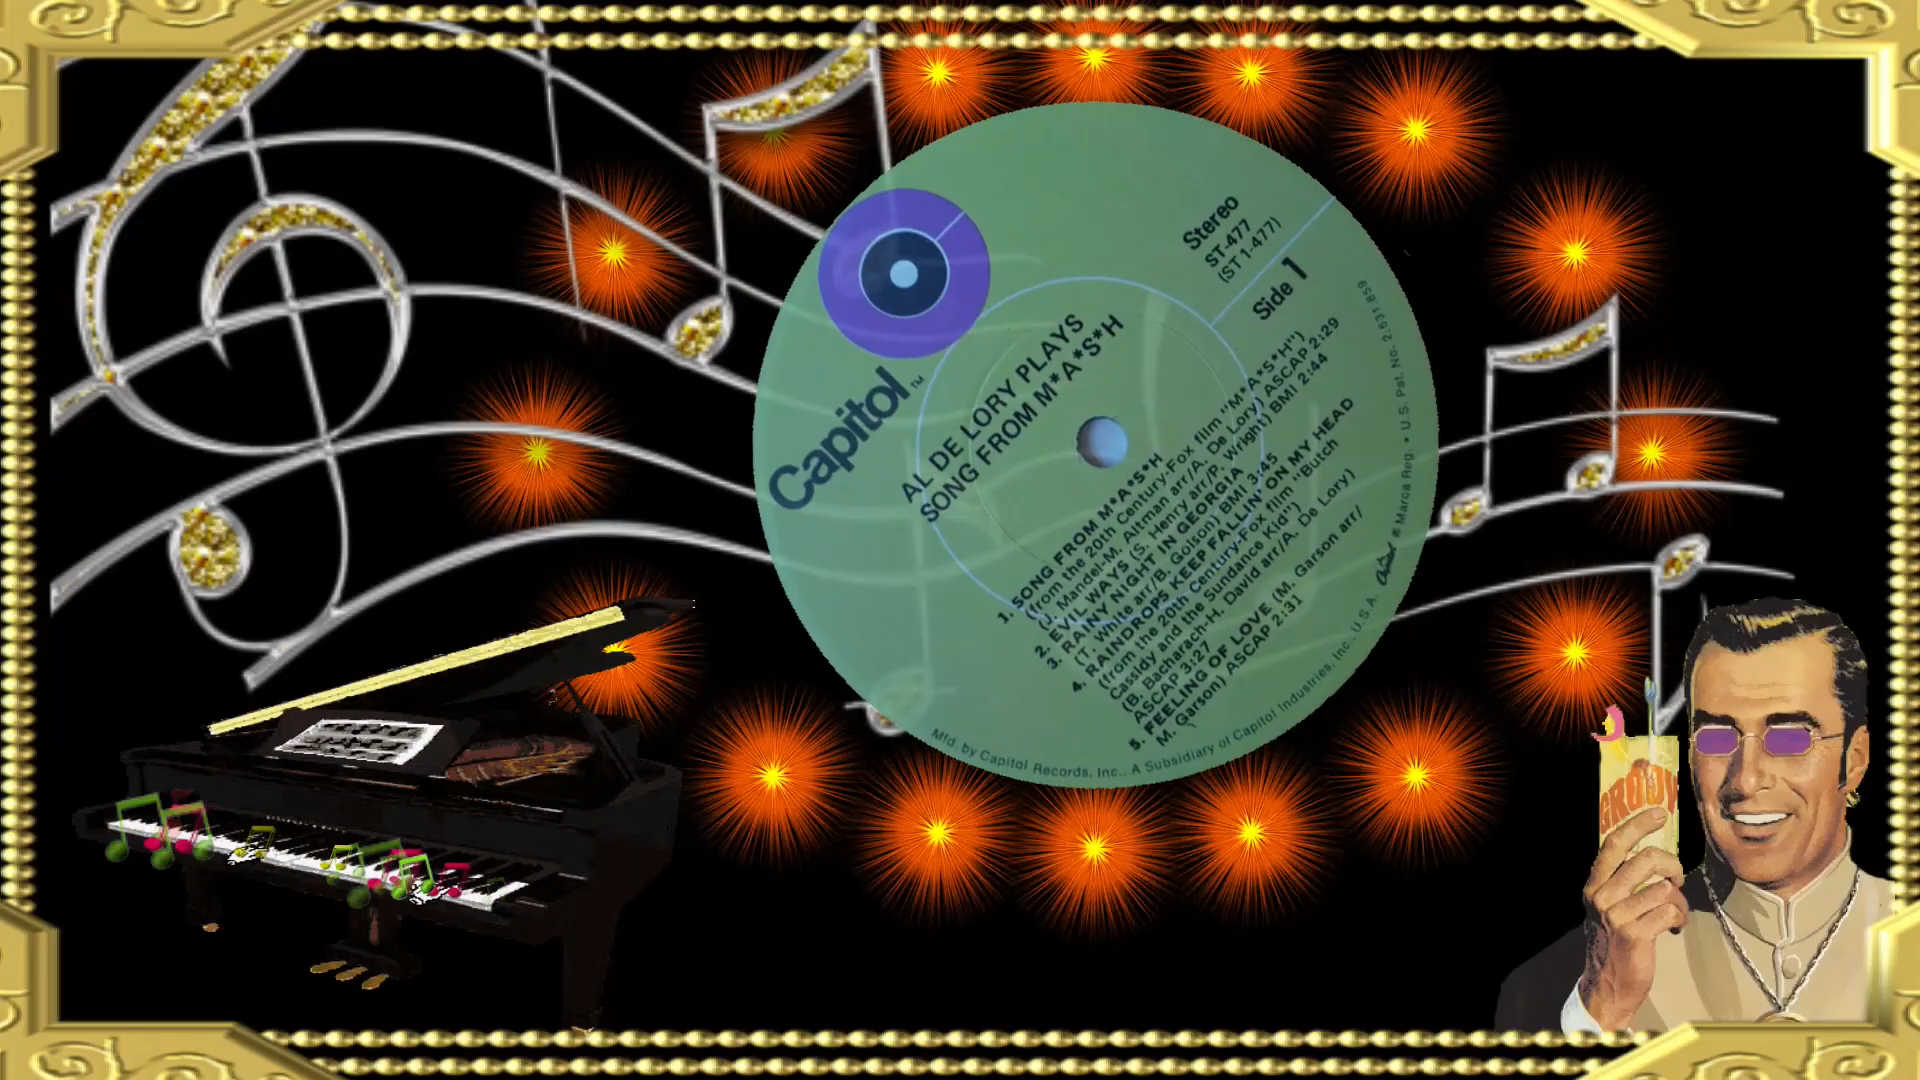 Capitol™
AL DE LORY PLAYS
SONG FROM M*A*S*H
Stereo
ST-477
(ST1-477)
Side 1
1. SONG FROM M*A*S*H
(from the 20th Century-Fox film "M*A*S*H")
J. Mandel-M. Altman arr/A. De Lory) ASCAP 2:29
2. EVIL WAYS (S. Henry arr/P. Wright) BMI 2:44
3. RAINY NIGHT IN GEORGIA
(T. White arr/B. Golson) BMI 3:45
4. RAINDROPS KEEP FALLIN' ON MY HEAD
(from the 20th Century-Fox film "Butch
Cassidy and the Sundance Kid")
(B. Bacharach-H. David arr/A. De Lory)
ASCAP 3:27
5. FEELING OF LOVE (M. Garson arr/
M. Garson) ASCAP 2:31
Mfd. by Capitol Records, Inc., A Subsidiary of Capitol Industries, Inc., U.S.A. Capitol ® Marca Reg. • U.S. Pat. No. 2,631,859
GROOVY